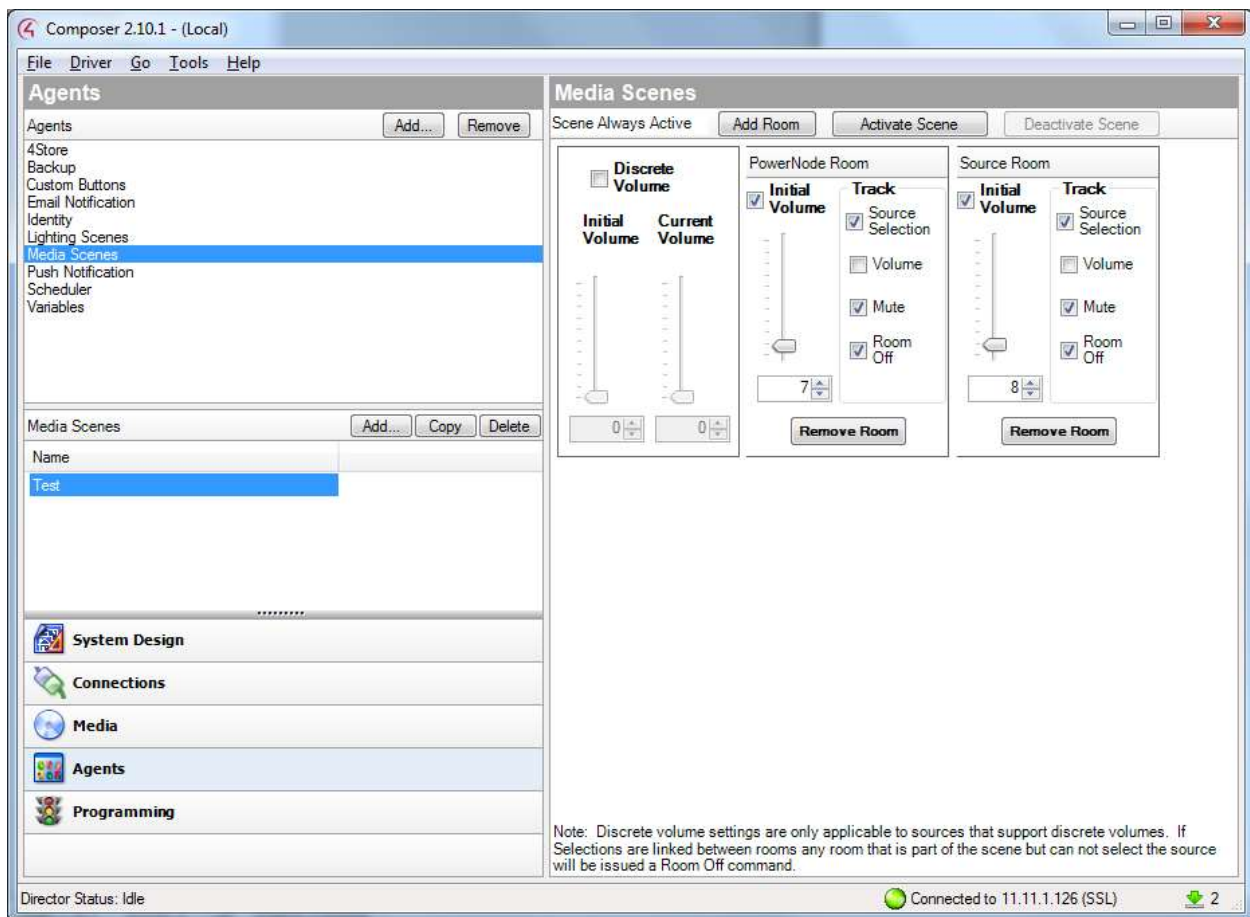 Composer 2.10.1 - (Local)
File Driver Go Tools Help
Agents
Agents Add... Remove
4Store
Backup
Custom Buttons
Email Notification
Identity
Lighting Scenes
Media Scenes
Push Notification
Scheduler
Variables
Media Scenes Add... Copy Delete
Name
Test
System Design
Connections
Media
Agents
Programming
Media Scenes
Scene Always Active Add Room Activate Scene Deactivate Scene
Discrete
Volume
Initial Current
Volume Volume
0 0
PowerNode Room
Initial
Volume
Track
Source
Selection
Volume
Mute
Room
Off
7
Remove Room
Source Room
Initial
Volume
Track
Source
Selection
Volume
Mute
Room
Off
8
Remove Room
Note: Discrete volume settings are only applicable to sources that support discrete volumes. If
Selections are linked between rooms any room that is part of the scene but can not select the source
will be issued a Room Off command.
Director Status: Idle Connected to 11.11.1.126 (SSL) 2